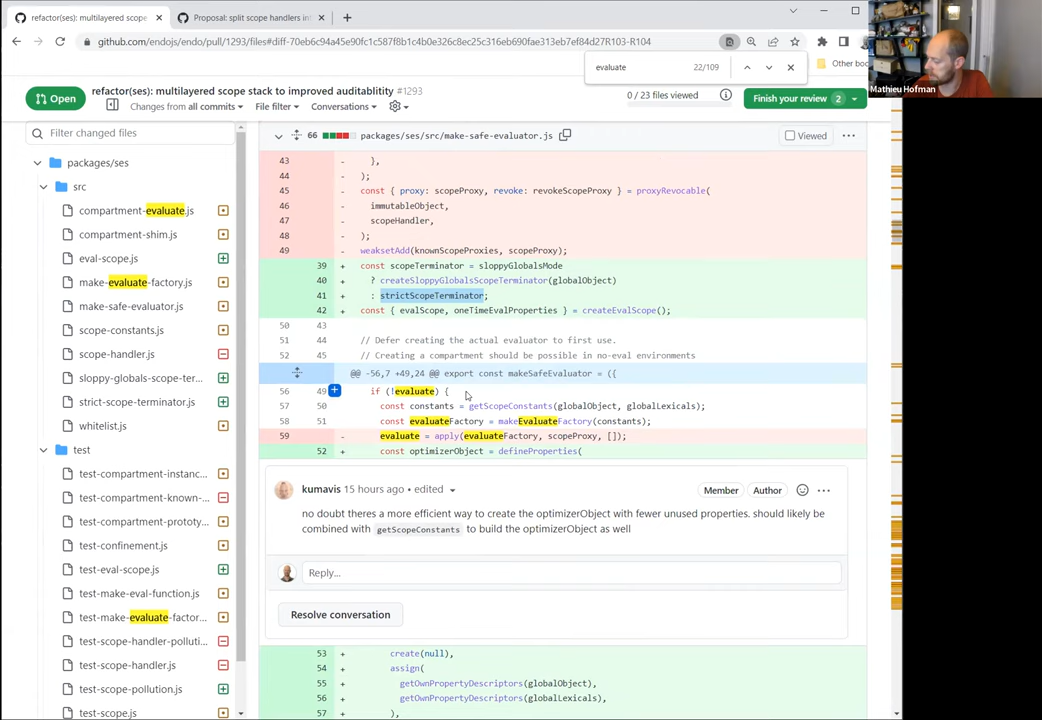 refactor(ses): multilayered scope
Proposal: split scope handlers in
github.com/endojs/endo/pull/1293/files#diff-70eb6c94a45e90fc1c587f8b1c4b0e326c8ec25c316eb690fae313eb7ef84d27R103-R104
evaluate 22/109
Other boo
Mathieu Hofman
Open
refactor(ses): multilayered scope stack to improved auditablity #1293
Changes from all commits
File filter
Conversations
0 / 23 files viewed
Finish your review 2
Filter changed files
66 packages/ses/src/make-safe-evaluator.js
Viewed
packages/ses
src
compartment-evaluate.js
compartment-shim.js
eval-scope.js
make-evaluate-factory.js
make-safe-evaluator.js
scope-constants.js
scope-handler.js
sloppy-globals-scope-ter...
strict-scope-terminator.js
whitelist.js
test
test-compartment-instanc...
test-compartment-known-...
test-compartment-prototy...
test-confinement.js
test-eval-scope.js
test-make-eval-function.js
test-make-evaluate-factor...
test-scope-handler-polluti...
test-scope-handler.js
test-scope-pollution.js
test-scope.js
43 - },
44 - );
45 - const { proxy: scopeProxy, revoke: revokeScopeProxy } = proxyRevocable(
46 - immutableObject,
47 - scopeHandler,
48 - );
49 - weaksetAdd(knownScopeProxies, scopeProxy);
39 + const scopeTerminator = sloppyGlobalsMode
40 + ? createSloppyGlobalsScopeTerminator(globalObject)
41 + : strictScopeTerminator;
42 + const { evalScope, oneTimeEvalProperties } = createEvalScope();
50 43
51 44 // Defer creating the actual evaluator to first use.
52 45 // Creating a compartment should be possible in no-eval environments
@@ -56,7 +49,24 @@ export const makeSafeEvaluator = ({
56 49 if (!evaluate) {
57 50 const constants = getScopeConstants(globalObject, globalLexicals);
58 51 const evaluateFactory = makeEvaluateFactory(constants);
59 - evaluate = apply(evaluateFactory, scopeProxy, []);
52 + const optimizerObject = defineProperties(
kumavis 15 hours ago • edited
Member
Author
no doubt theres a more efficient way to create the optimizerObject with fewer unused properties. should likely be
combined with getScopeConstants to build the optimizerObject as well
Reply...
Resolve conversation
53 + create(null),
54 + assign(
55 + getOwnPropertyDescriptors(globalObject),
56 + getOwnPropertyDescriptors(globalLexicals),
57 + ),